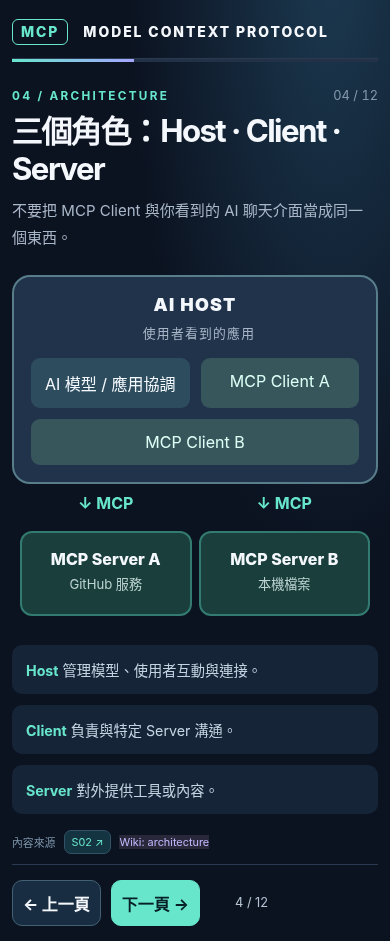 MCP MODEL CONTEXT PROTOCOL
04 / ARCHITECTURE 04 / 12
三個角色：Host · Client ·
Server
不要把 MCP Client 與你看到的 AI 聊天介面當成同一
個東西。
AI HOST
使用者看到的應用
AI 模型 / 應用協調 MCP Client A
MCP Client B
↓ MCP ↓ MCP
MCP Server A MCP Server B
GitHub 服務 本機檔案
Host 管理模型、使用者互動與連接。
Client 負責與特定 Server 溝通。
Server 對外提供工具或內容。
內容來源 S02 ↗ Wiki: architecture
← 上一頁 下一頁 → 4 / 12